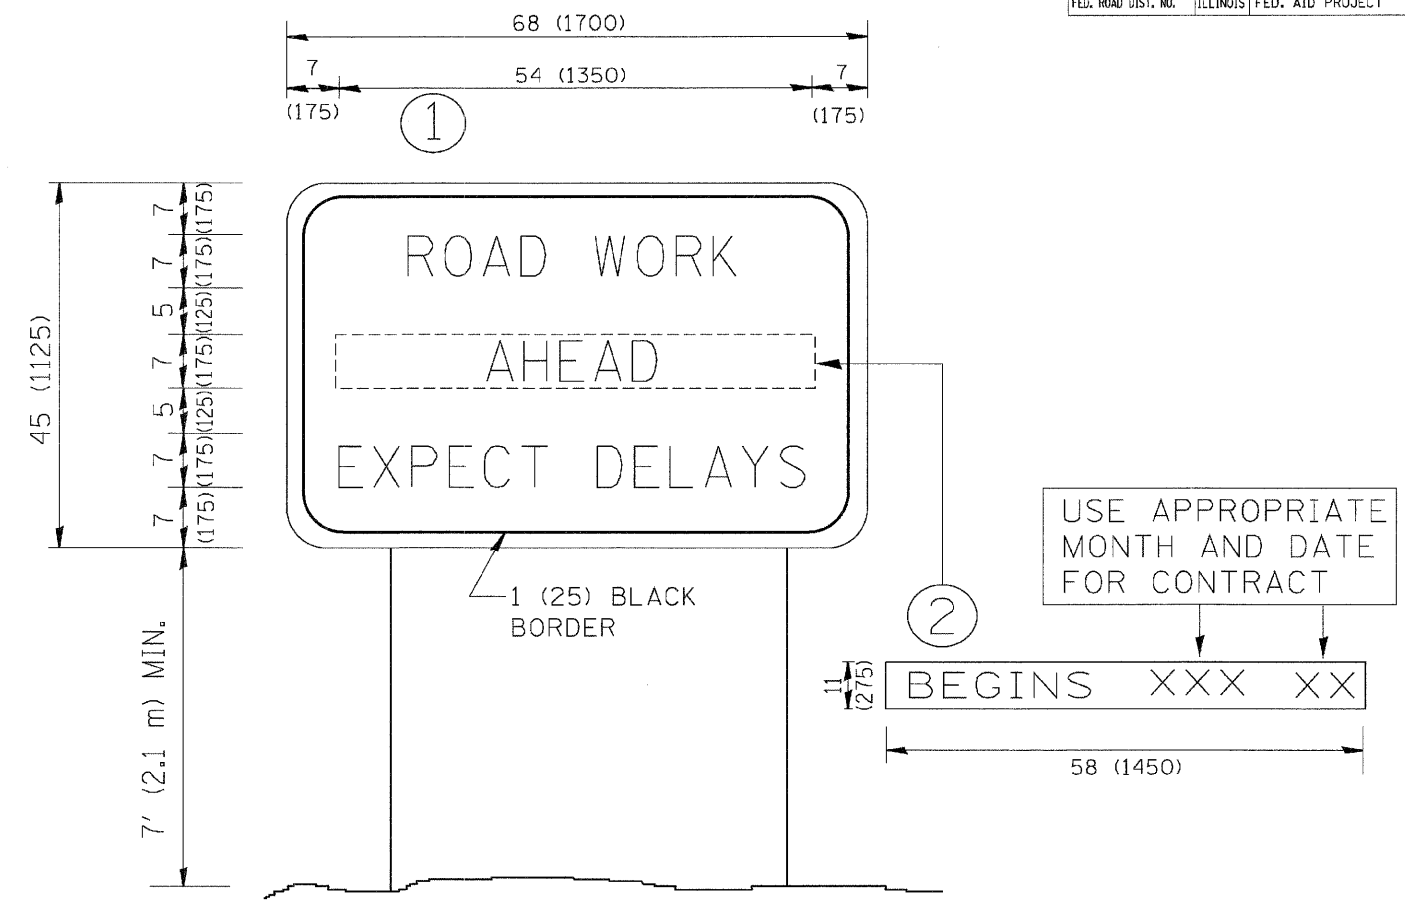 FED. ROAD DIST. NO. ILLINOIS FED. AID PROJECT
68 (1700)
7 54 (1350) 7
(175) (175)
1
7 (175)
7 (175)
5 (125)
7 (175)
5 (125)
7 (175)
7 (175)
45 (1125)
ROAD WORK
AHEAD
EXPECT DELAYS
1 (25) BLACK
BORDER
7' (2.1 m) MIN.
USE APPROPRIATE
MONTH AND DATE
FOR CONTRACT
2
11
(275)
BEGINS XXX XX
58 (1450)